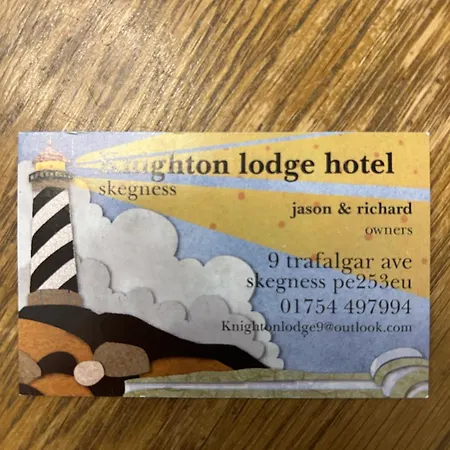 Knighton lodge hotel
skegness
jason & richard
owners
9 trafalgar ave
skegness pe253eu
01754 497994
Knightonlodge9@outlook.com